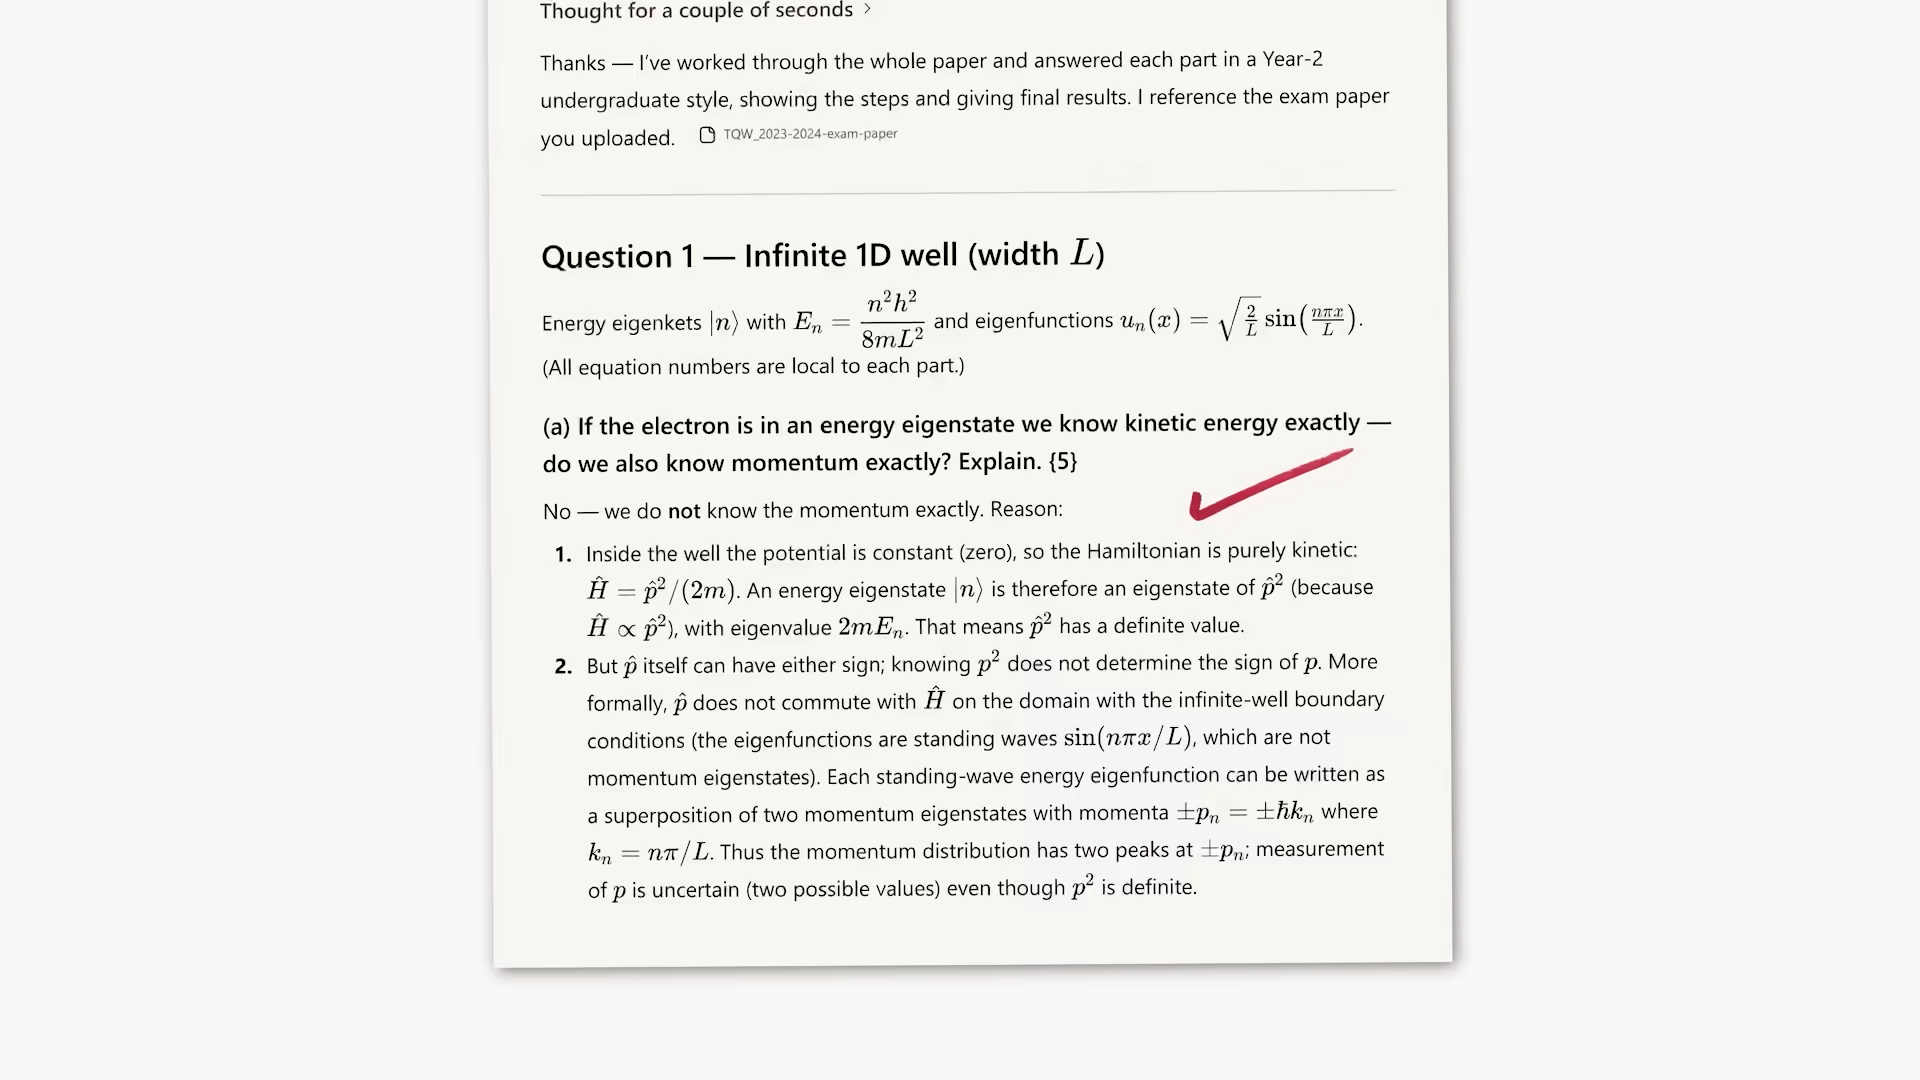 Thought for a couple of seconds >
Thanks — I've worked through the whole paper and answered each part in a Year-2
undergraduate style, showing the steps and giving final results. I reference the exam paper
you uploaded. TQW_2023-2024-exam-paper
Question 1 — Infinite 1D well (width L)
Energy eigenkets |n⟩ with Eₙ = n²h² / 8mL² and eigenfunctions uₙ(x) = √(2/L) sin(nπx/L).
(All equation numbers are local to each part.)
(a) If the electron is in an energy eigenstate we know kinetic energy exactly —
do we also know momentum exactly? Explain. {5}
No — we do not know the momentum exactly. Reason:
1. Inside the well the potential is constant (zero), so the Hamiltonian is purely kinetic:
Ĥ = p̂²/(2m). An energy eigenstate |n⟩ is therefore an eigenstate of p̂² (because
Ĥ ∝ p̂²), with eigenvalue 2mEₙ. That means p̂² has a definite value.
2. But p̂ itself can have either sign; knowing p² does not determine the sign of p. More
formally, p̂ does not commute with Ĥ on the domain with the infinite-well boundary
conditions (the eigenfunctions are standing waves sin(nπx/L), which are not
momentum eigenstates). Each standing-wave energy eigenfunction can be written as
a superposition of two momentum eigenstates with momenta ±pₙ = ±ħkₙ where
kₙ = nπ/L. Thus the momentum distribution has two peaks at ±pₙ; measurement
of p is uncertain (two possible values) even though p² is definite.